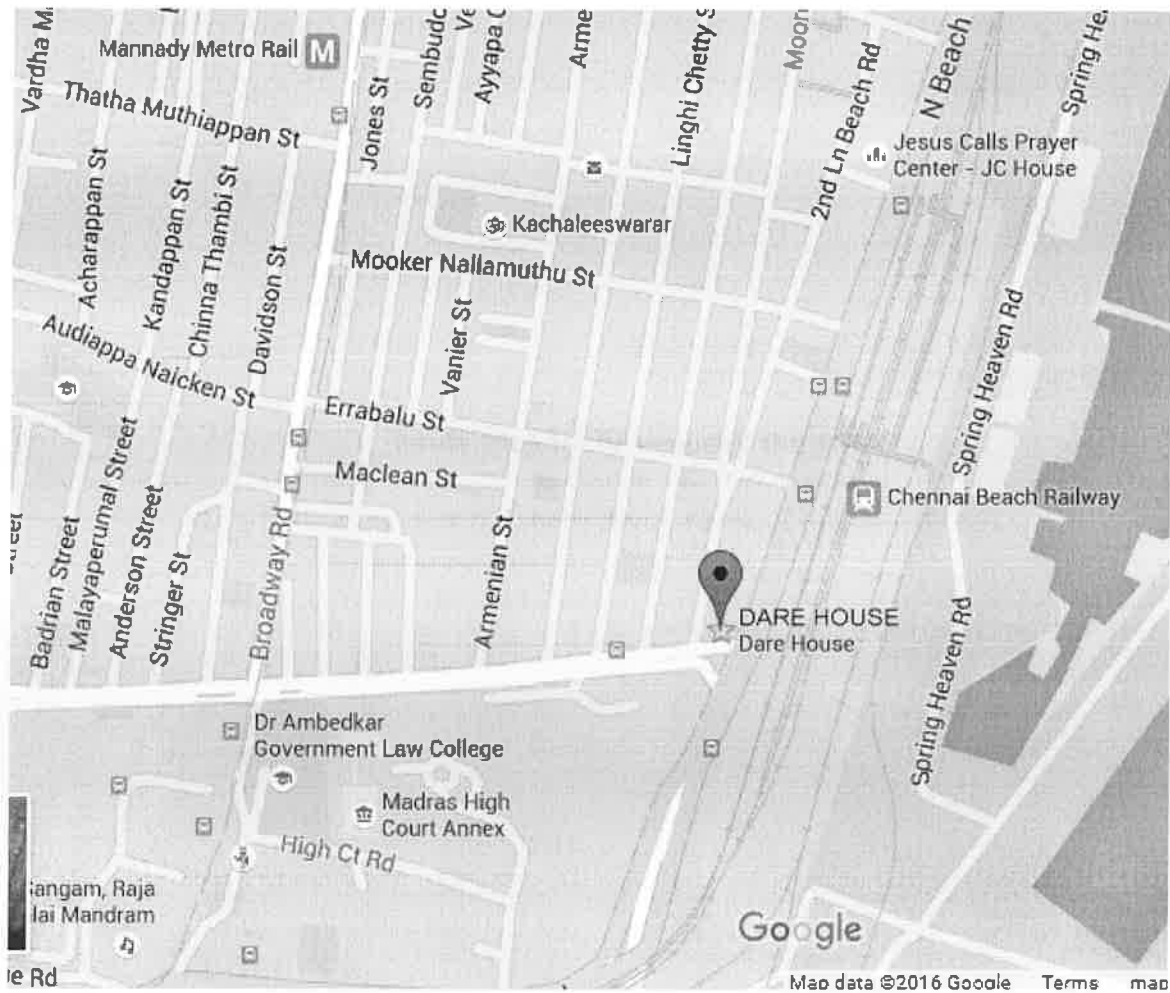 Vardha M
Mannady Metro Rail
M
Thatha Muthiappan St
Jones St
Sembudo
Ve
Ayyapa
Arme
Linghi Chetty S
Moon
2nd Ln Beach Rd
N Beach
Spring He
Jesus Calls Prayer
Center - JC House
Acharappan St
Kandappan St
Chinna Thambi St
Davidson St
Kachaleeswarar
Mooker Nallamuthu St
Audiappa Naicken St
Vanier St
Errabalu St
Spring Heaven Rd
Maclean St
Chennai Beach Railway
Badrian Street
Malayaperumal Street
Anderson Street
Stringer St
Broadway Rd
Armenian St
DARE HOUSE
Dare House
Spring Heaven Rd
Dr Ambedkar
Government Law College
Madras High
Court Annex
High Ct Rd
angam, Raja
lai Mandram
Google
e Rd
Map data ©2016 Google Terms map